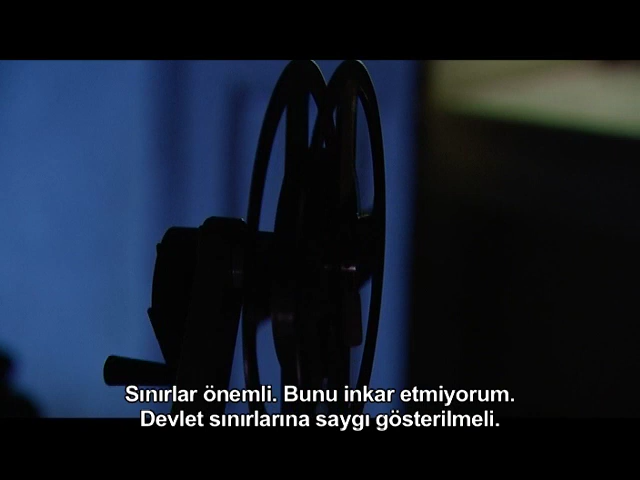 Sınırlar önemli. Bunu inkar etmiyorum.
Devlet sınırlarına saygı gösterilmeli.